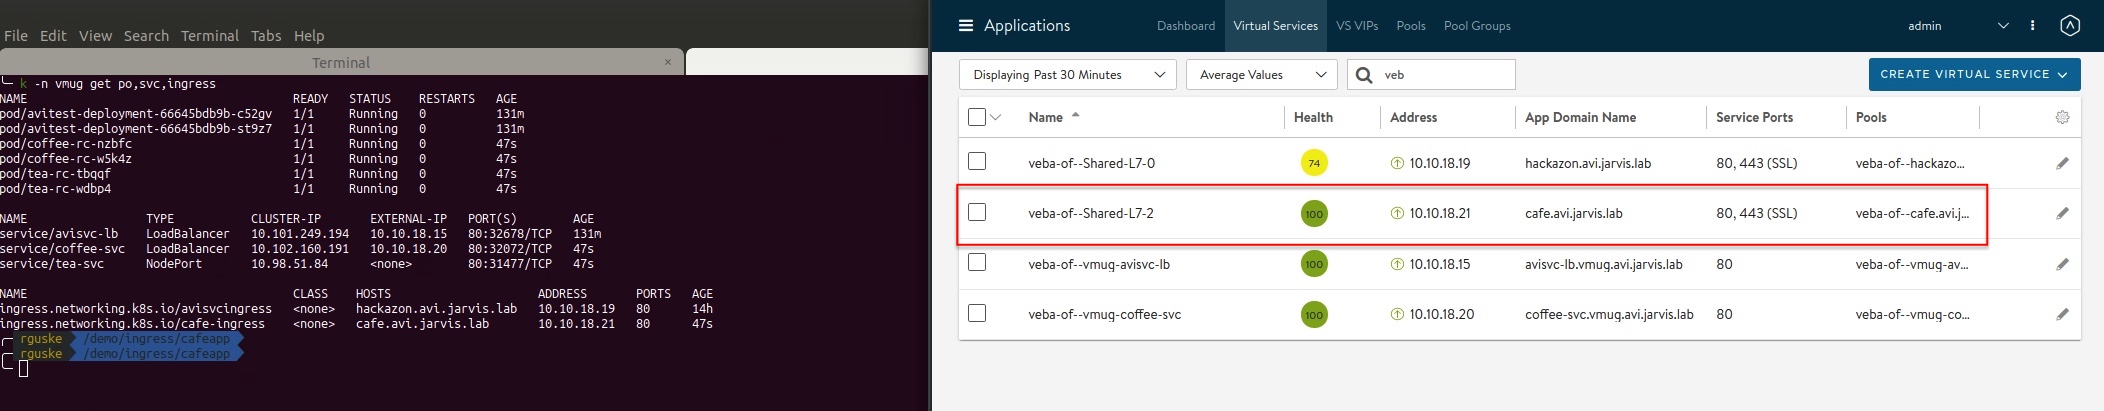 File Edit View Search Terminal Tabs Help
Terminal ×
k -n vmug get po,svc,ingress
NAME READY STATUS RESTARTS AGE
pod/avitest-deployment-66645bdb9b-c52gv 1/1 Running 0 131m
pod/avitest-deployment-66645bdb9b-st9z7 1/1 Running 0 131m
pod/coffee-rc-nzbfc 1/1 Running 0 47s
pod/coffee-rc-w5k4z 1/1 Running 0 47s
pod/tea-rc-tbqqf 1/1 Running 0 47s
pod/tea-rc-wdbp4 1/1 Running 0 47s
NAME TYPE CLUSTER-IP EXTERNAL-IP PORT(S) AGE
service/avisvc-lb LoadBalancer 10.101.249.194 10.10.18.15 80:32678/TCP 131m
service/coffee-svc LoadBalancer 10.102.160.191 10.10.18.20 80:32072/TCP 47s
service/tea-svc NodePort 10.98.51.84 <none> 80:31477/TCP 47s
NAME CLASS HOSTS ADDRESS PORTS AGE
ingress.networking.k8s.io/avisvcingress <none> hackazon.avi.jarvis.lab 10.10.18.19 80 14h
ingress.networking.k8s.io/cafe-ingress <none> cafe.avi.jarvis.lab 10.10.18.21 80 47s
rguske /demo/ingress/cafeapp
rguske /demo/ingress/cafeapp
Applications Dashboard Virtual Services VS VIPs Pools Pool Groups admin
Displaying Past 30 Minutes Average Values veb CREATE VIRTUAL SERVICE
Name Health Address App Domain Name Service Ports Pools
veba-of--Shared-L7-0 74 10.10.18.19 hackazon.avi.jarvis.lab 80, 443 (SSL) veba-of--hackazo...
veba-of--Shared-L7-2 100 10.10.18.21 cafe.avi.jarvis.lab 80, 443 (SSL) veba-of--cafe.avi.j...
veba-of--vmug-avisvc-lb 100 10.10.18.15 avisvc-lb.vmug.avi.jarvis.lab 80 veba-of--vmug-av...
veba-of--vmug-coffee-svc 100 10.10.18.20 coffee-svc.vmug.avi.jarvis.lab 80 veba-of--vmug-co...